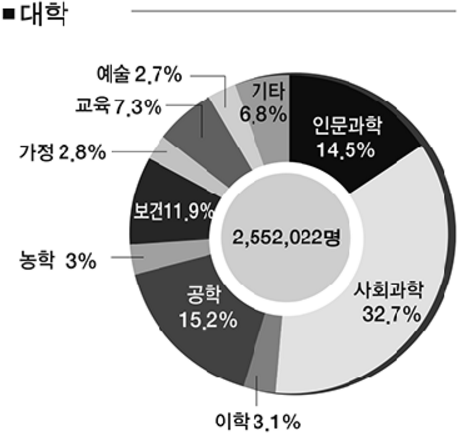 ■ 대학
예술 2.7%
교육 7.3%
가정 2.8%
보건11.9%
농학 3%
공학
15.2%
이학 3.1%
사회과학
32.7%
인문과학
14.5%
기타
6.8%
2,552,022명